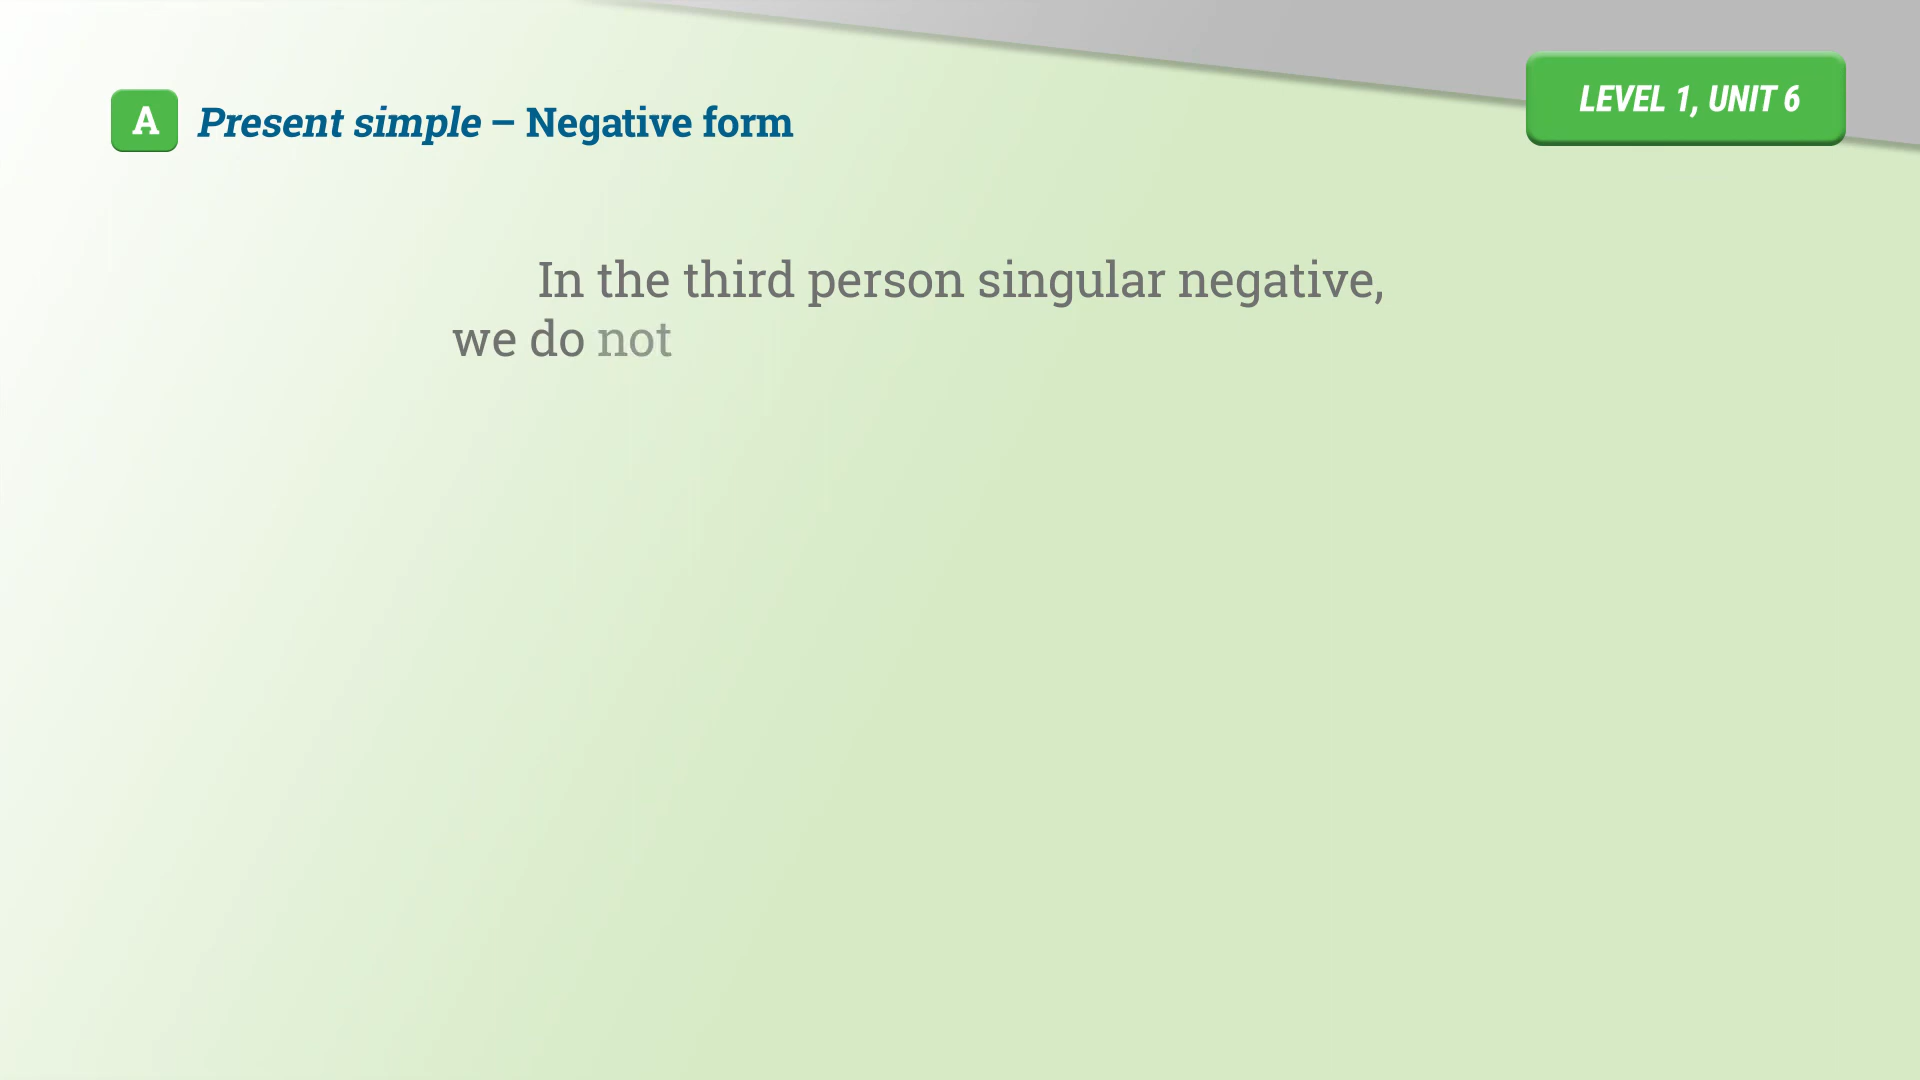 LEVEL 1, UNIT 6
A Present simple – Negative form
In the third person singular negative,
we do not